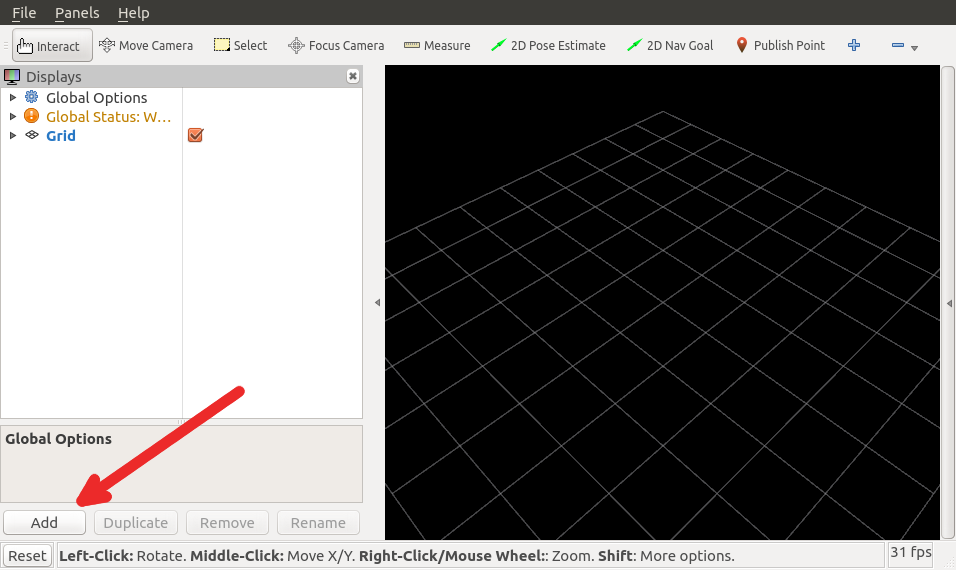 File Panels Help
Interact Move Camera Select Focus Camera Measure 2D Pose Estimate 2D Nav Goal Publish Point
Displays
Global Options
Global Status: W…
Grid
Global Options
Add Duplicate Remove Rename
Reset Left-Click: Rotate. Middle-Click: Move X/Y. Right-Click/Mouse Wheel:: Zoom. Shift: More options. 31 fps